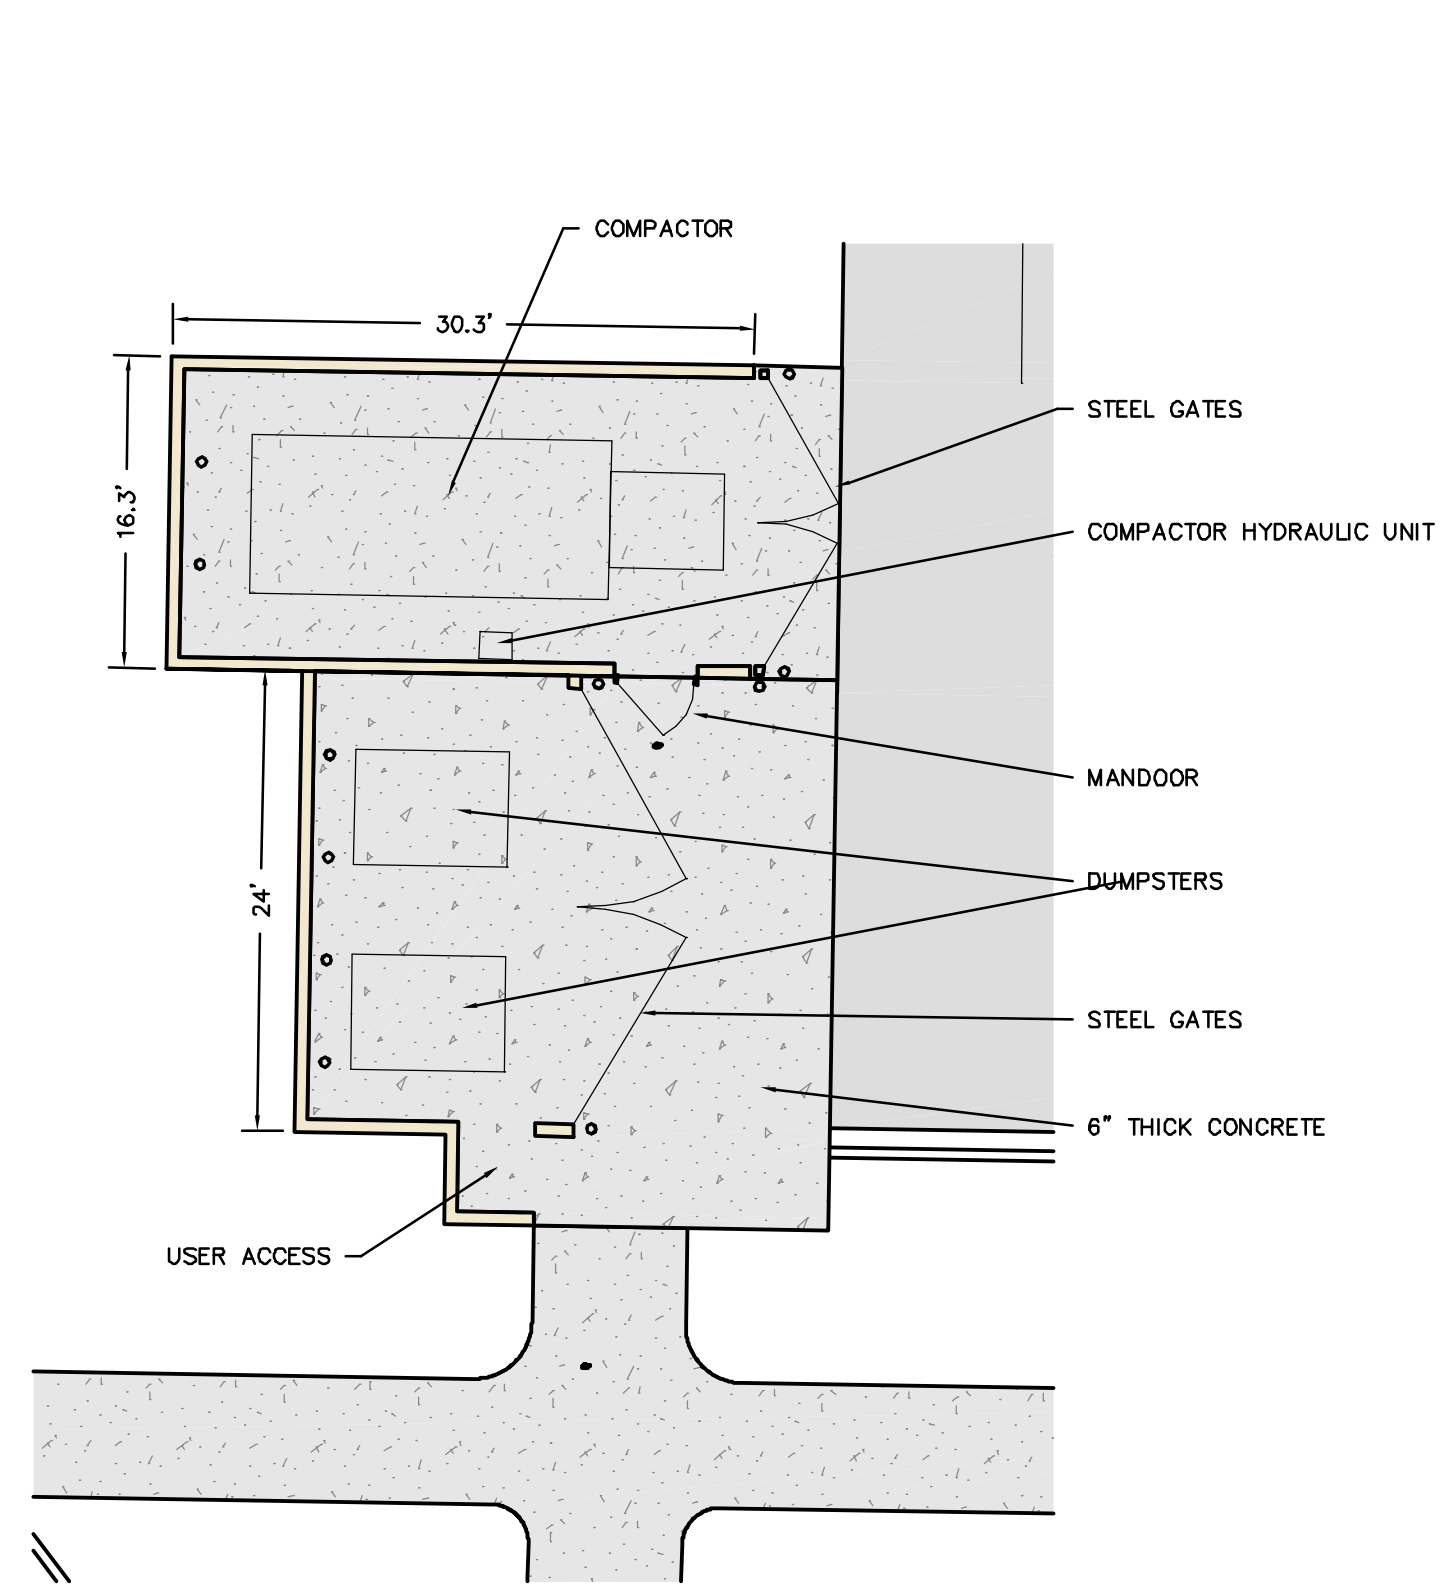 COMPACTOR
30.3'
STEEL GATES
16.3'
COMPACTOR HYDRAULIC UNIT
MANDOOR
DUMPSTERS
24'
STEEL GATES
6" THICK CONCRETE
USER ACCESS